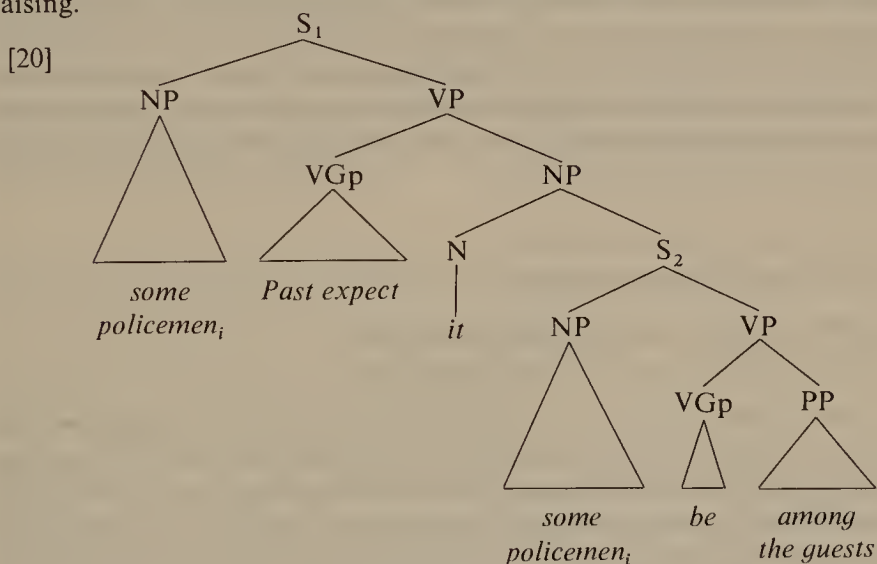 aising.
[20]
S₁
NP VP
VGp NP
N S₂
some Past expect
policemenᵢ it NP VP
VGp PP
some be among
policemenᵢ the guests